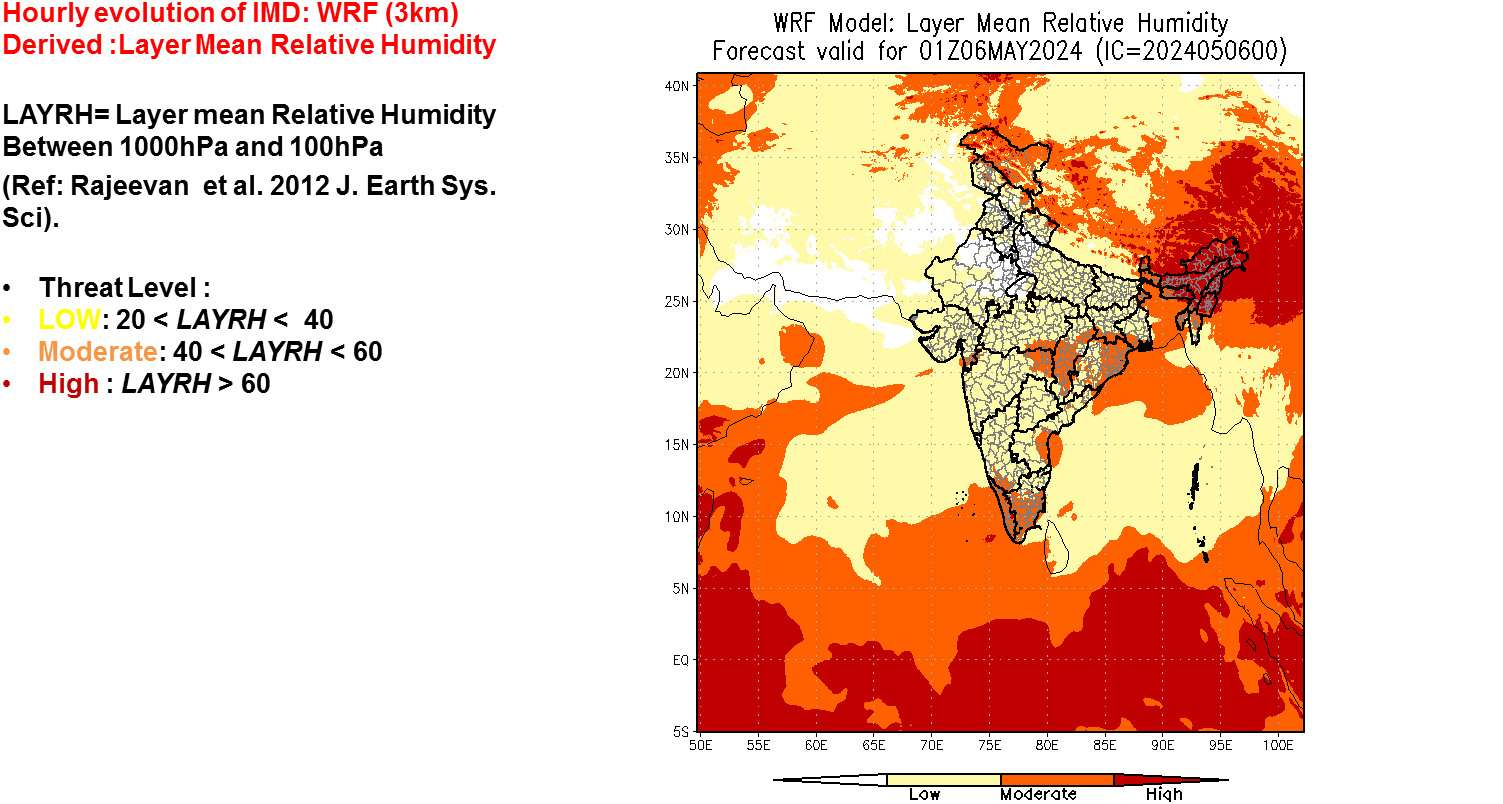 Hourly evolution of IMD: WRF (3km)
Derived :Layer Mean Relative Humidity
LAYRH= Layer mean Relative Humidity
Between 1000hPa and 100hPa
(Ref: Rajeevan et al. 2012 J. Earth Sys.
Sci).
• Threat Level :
• LOW: 20 < LAYRH < 40
• Moderate: 40 < LAYRH < 60
• High : LAYRH > 60
WRF Model: Layer Mean Relative Humidity
Forecast valid for 01Z06MAY2024 (IC=2024050600)
40N
35N
30N
25N
20N
15N
10N
5N
EQ
5S
50E 55E 60E 65E 70E 75E 80E 85E 90E 95E 100E
Low Moderate High